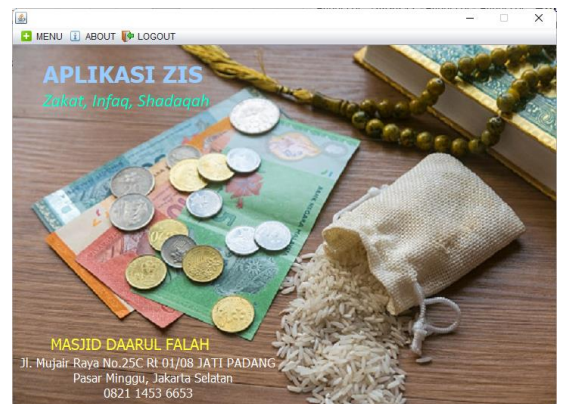 MENU ABOUT LOGOUT
APLIKASI ZIS
Zakat, Infaq, Shadaqah
MASJID DAARUL FALAH
Jl. Mujair Raya No.25C Rt 01/08 JATI PADANG
Pasar Minggu, Jakarta Selatan
0821 1453 6653